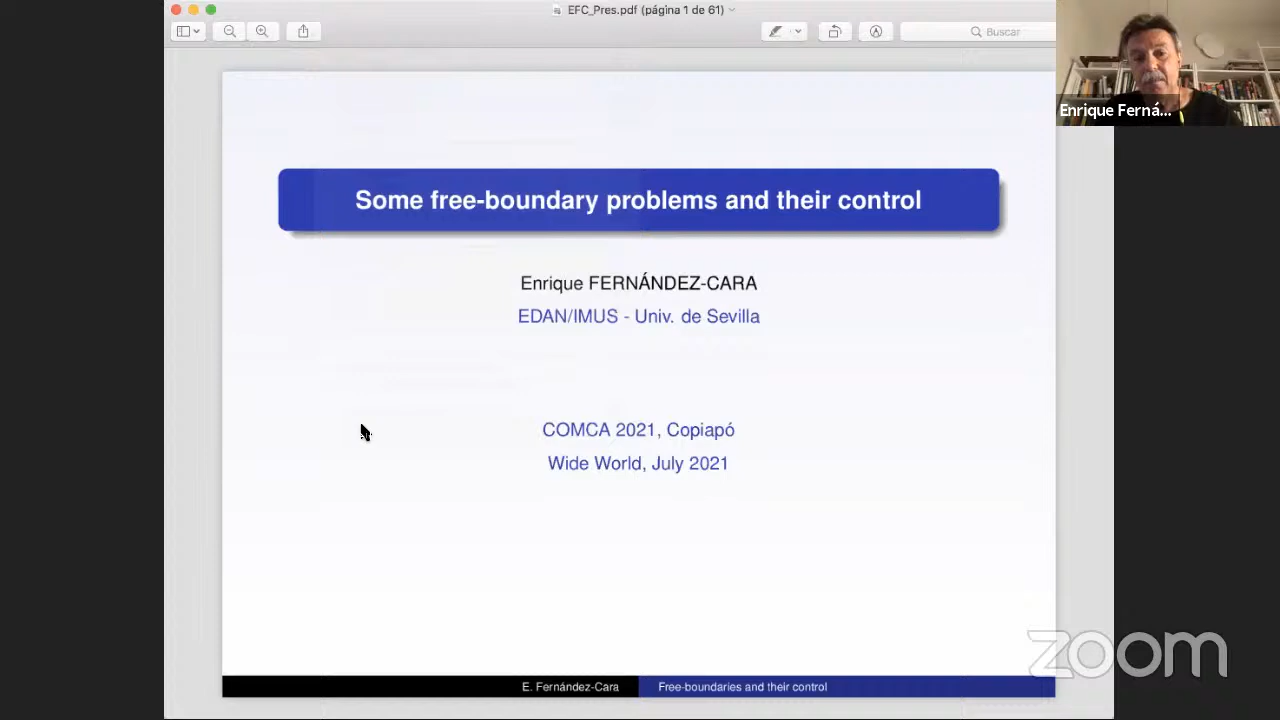 EFC_Pres.pdf (página 1 de 61)
Buscar
Enrique Ferná...
Some free-boundary problems and their control
Enrique FERNÁNDEZ-CARA
EDAN/IMUS - Univ. de Sevilla
COMCA 2021, Copiapó
Wide World, July 2021
zoom
E. Fernández-Cara
Free-boundaries and their control